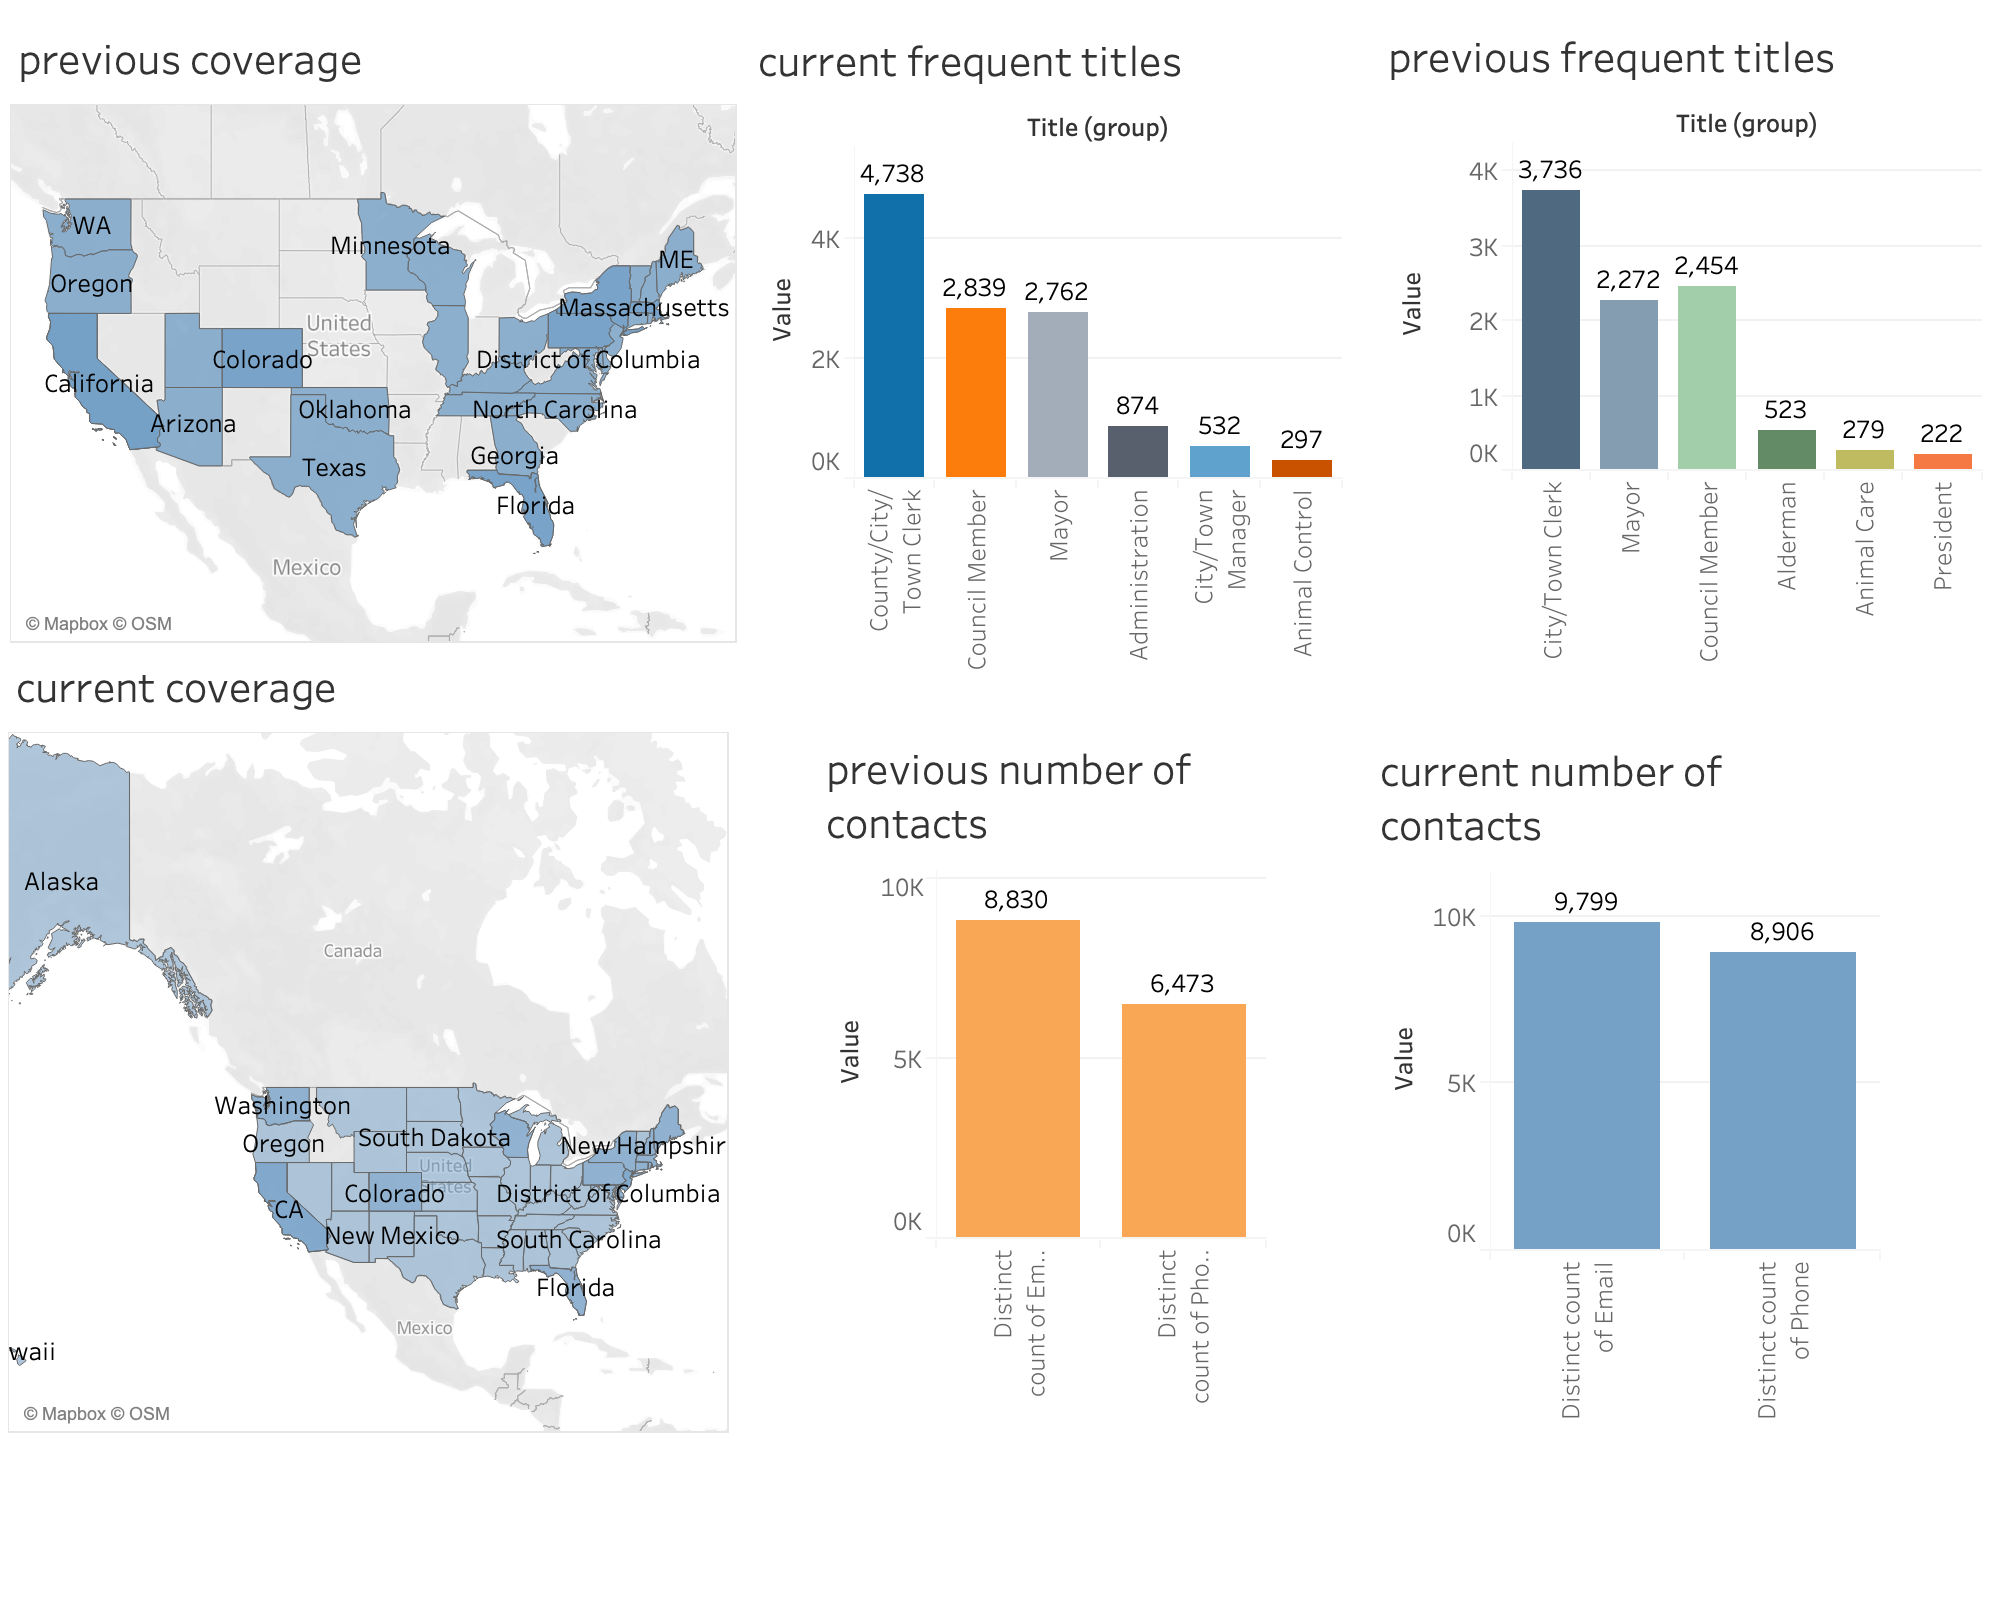 previous coverage
WA
Oregon
Minnesota
ME
Massachusetts
United
States
Colorado
District of Columbia
California
Arizona
Oklahoma
North Carolina
Georgia
Texas
Florida
Mexico
© Mapbox © OSM
current frequent titles
Title (group)
Value
4K
2K
0K
4,738
2,839
2,762
874
532
297
County/City/
Town Clerk
Council Member
Mayor
Administration
City/Town
Manager
Animal Control
previous frequent titles
Title (group)
Value
4K
3K
2K
1K
0K
3,736
2,272
2,454
523
279
222
City/Town Clerk
Mayor
Council Member
Alderman
Animal Care
President
current coverage
Alaska
Canada
Washington
Oregon
South Dakota
New Hampshir
United
States
Colorado
District of Columbia
CA
New Mexico
South Carolina
Florida
Mexico
waii
© Mapbox © OSM
previous number of
contacts
Value
10K
5K
0K
8,830
6,473
Distinct
count of Em..
Distinct
count of Pho..
current number of
contacts
Value
10K
5K
0K
9,799
8,906
Distinct count
of Email
Distinct count
of Phone